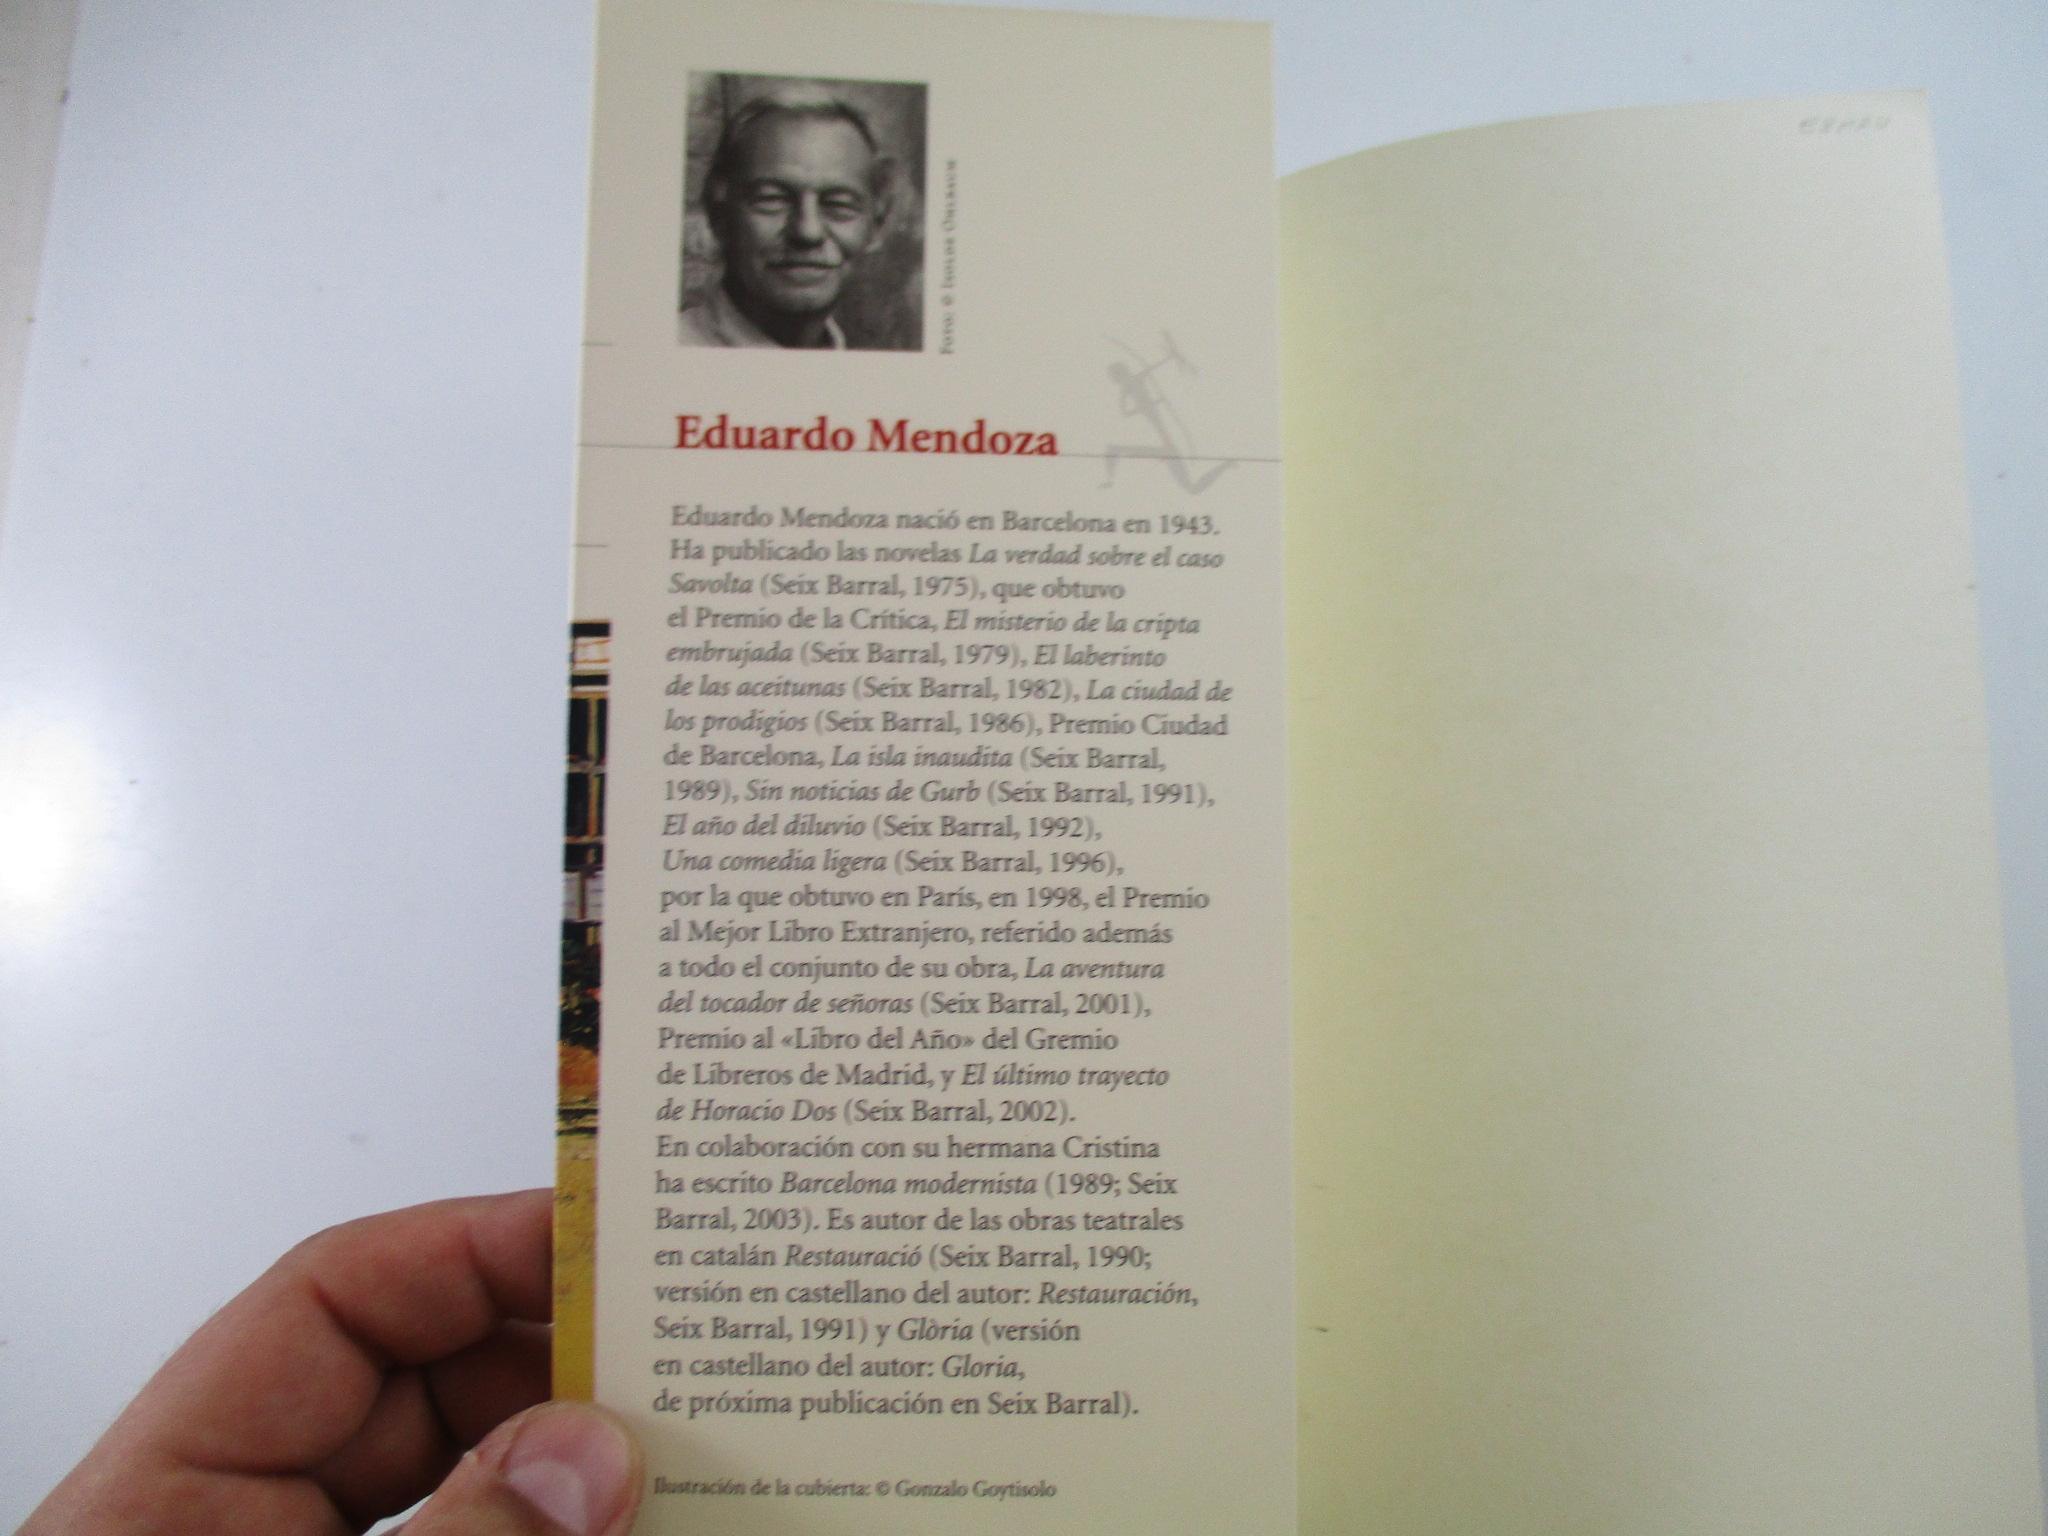 Foto: © Isolde Ohlbaum
Eduardo Mendoza
Eduardo Mendoza nació en Barcelona en 1943.
Ha publicado las novelas La verdad sobre el caso
Savolta (Seix Barral, 1975), que obtuvo
el Premio de la Crítica, El misterio de la cripta
embrujada (Seix Barral, 1979), El laberinto
de las aceitunas (Seix Barral, 1982), La ciudad de
los prodigios (Seix Barral, 1986), Premio Ciudad
de Barcelona, La isla inaudita (Seix Barral,
1989), Sin noticias de Gurb (Seix Barral, 1991),
El año del diluvio (Seix Barral, 1992),
Una comedia ligera (Seix Barral, 1996),
por la que obtuvo en París, en 1998, el Premio
al Mejor Libro Extranjero, referido además
a todo el conjunto de su obra, La aventura
del tocador de señoras (Seix Barral, 2001),
Premio al «Libro del Año» del Gremio
de Libreros de Madrid, y El último trayecto
de Horacio Dos (Seix Barral, 2002).
En colaboración con su hermana Cristina
ha escrito Barcelona modernista (1989; Seix
Barral, 2003). Es autor de las obras teatrales
en catalán Restauració (Seix Barral, 1990;
versión en castellano del autor: Restauración,
Seix Barral, 1991) y Glòria (versión
en castellano del autor: Gloria,
de próxima publicación en Seix Barral).
Ilustración de la cubierta: © Gonzalo Goytisolo